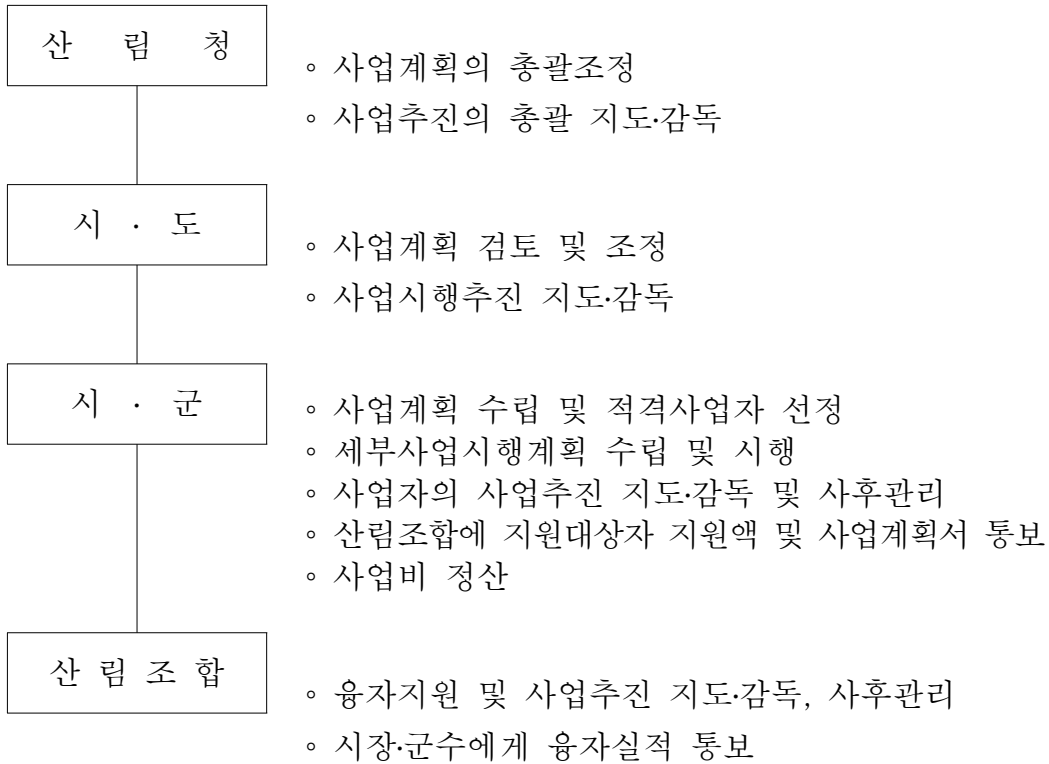 산 림 청
◦ 사업계획의 총괄조정
◦ 사업추진의 총괄 지도·감독
시 · 도
◦ 사업계획 검토 및 조정
◦ 사업시행추진 지도·감독
시 · 군
◦ 사업계획 수립 및 적격사업자 선정
◦ 세부사업시행계획 수립 및 시행
◦ 사업자의 사업추진 지도·감독 및 사후관리
◦ 산림조합에 지원대상자 지원액 및 사업계획서 통보
◦ 사업비 정산
산 림 조 합
◦ 융자지원 및 사업추진 지도·감독, 사후관리
◦ 시장·군수에게 융자실적 통보